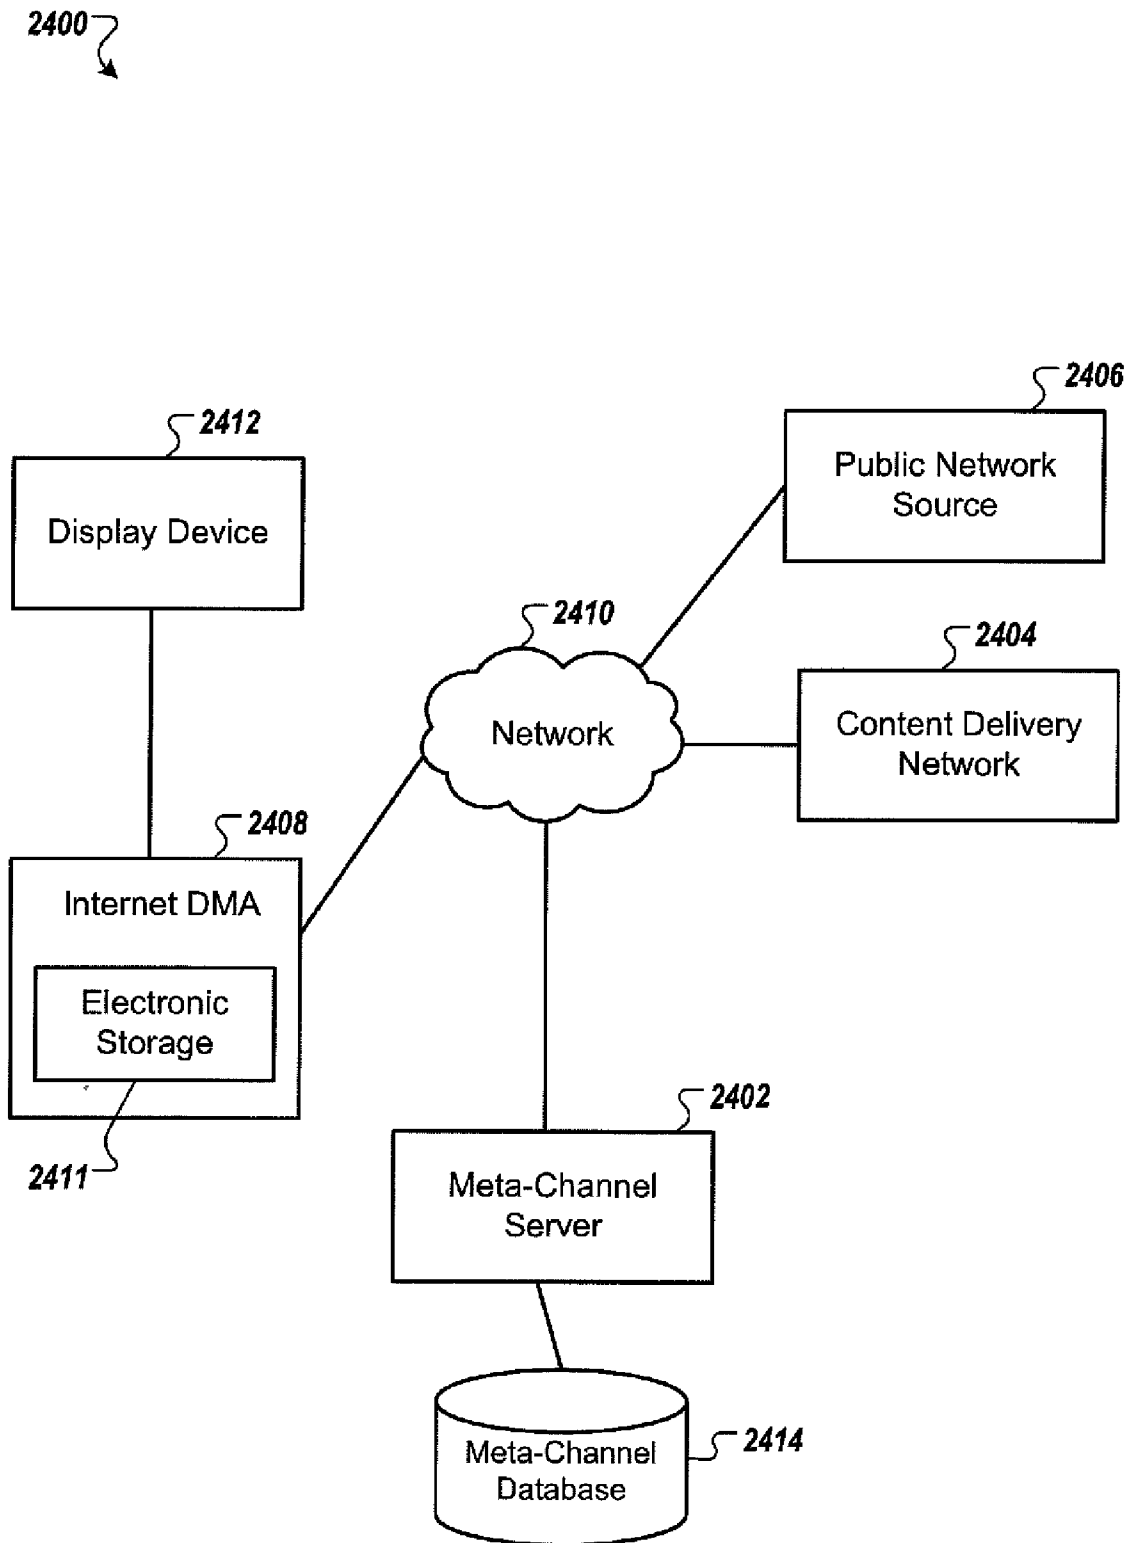 2400
2406
Public Network
Source
2412
Display Device
2410
Network
2404
Content Delivery
Network
2408
Internet DMA
Electronic
Storage
2411
2402
Meta-Channel
Server
2414
Meta-Channel
Database